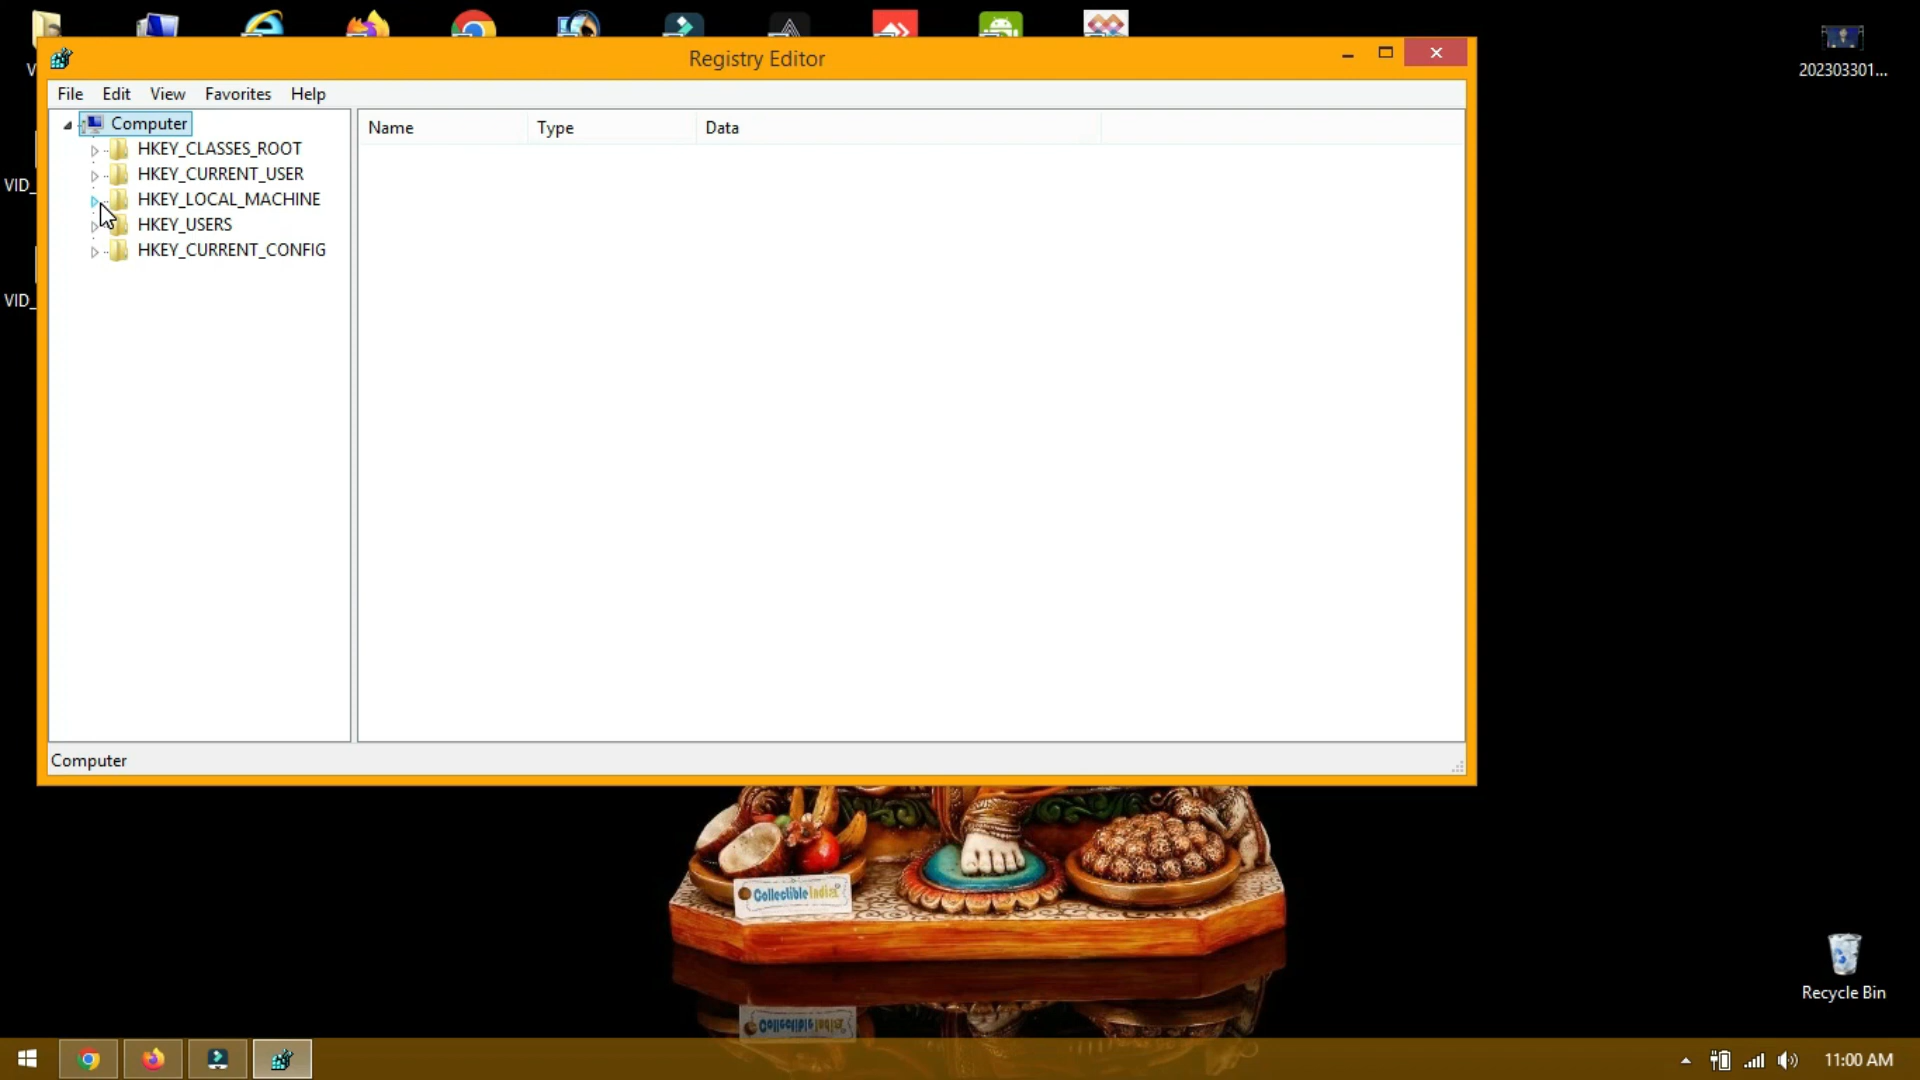 202303301...
Registry Editor
File Edit View Favorites Help
Computer
HKEY_CLASSES_ROOT
HKEY_CURRENT_USER
HKEY_LOCAL_MACHINE
HKEY_USERS
HKEY_CURRENT_CONFIG
Name Type Data
VID_
VID_
Computer
CollectibleIndia
Recycle Bin
11:00 AM